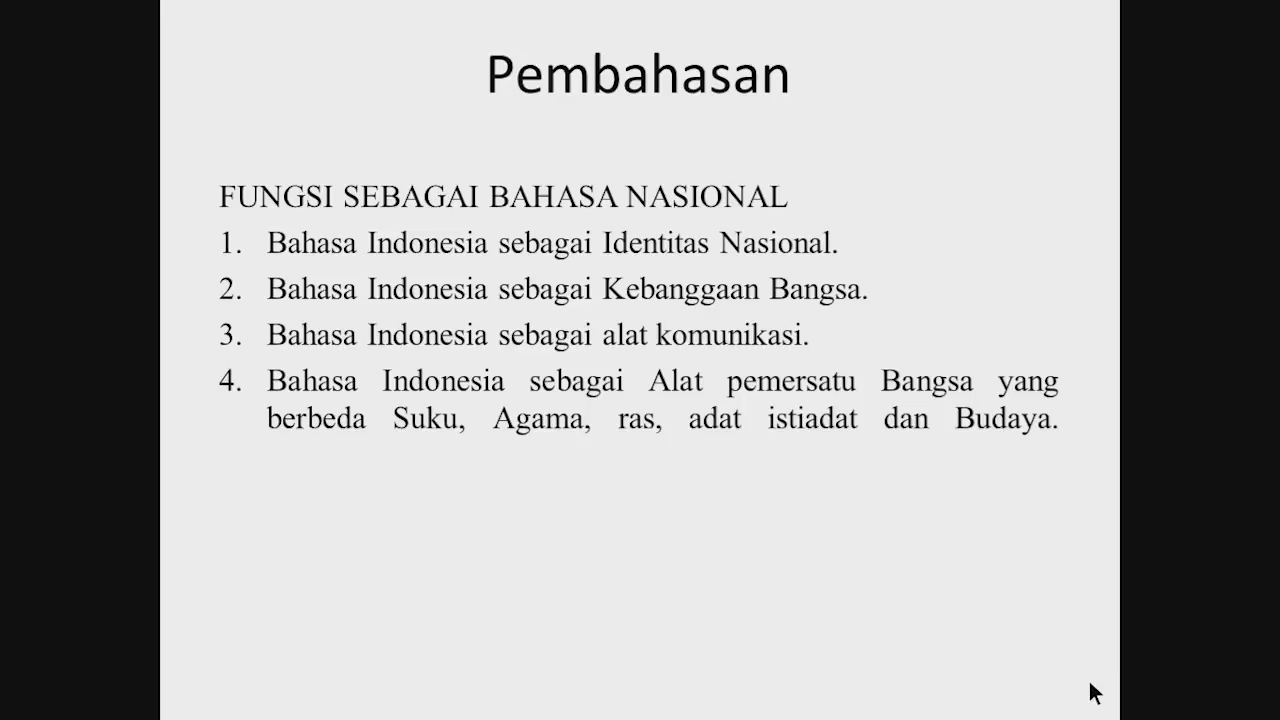 Pembahasan
FUNGSI SEBAGAI BAHASA NASIONAL
1. Bahasa Indonesia sebagai Identitas Nasional.
2. Bahasa Indonesia sebagai Kebanggaan Bangsa.
3. Bahasa Indonesia sebagai alat komunikasi.
4. Bahasa Indonesia sebagai Alat pemersatu Bangsa yang
berbeda Suku, Agama, ras, adat istiadat dan Budaya.